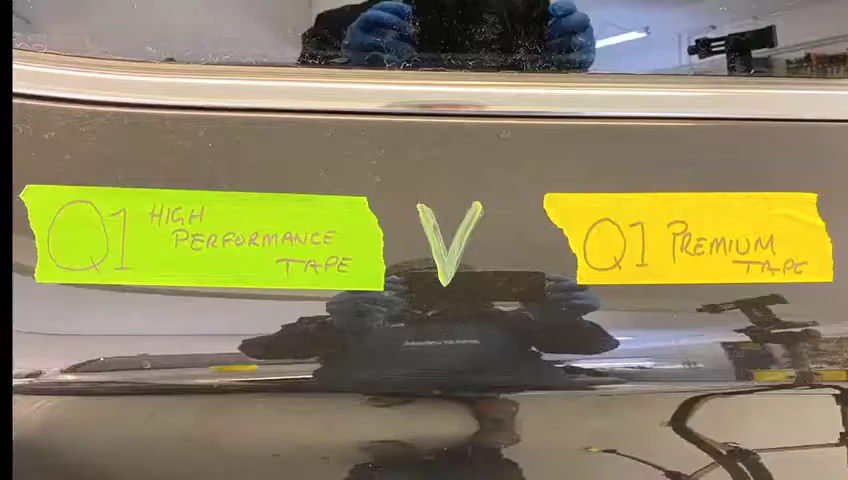 Q1 HIGH
PERFORMANCE
TAPE
V
Q1 PREMIUM
TAPE